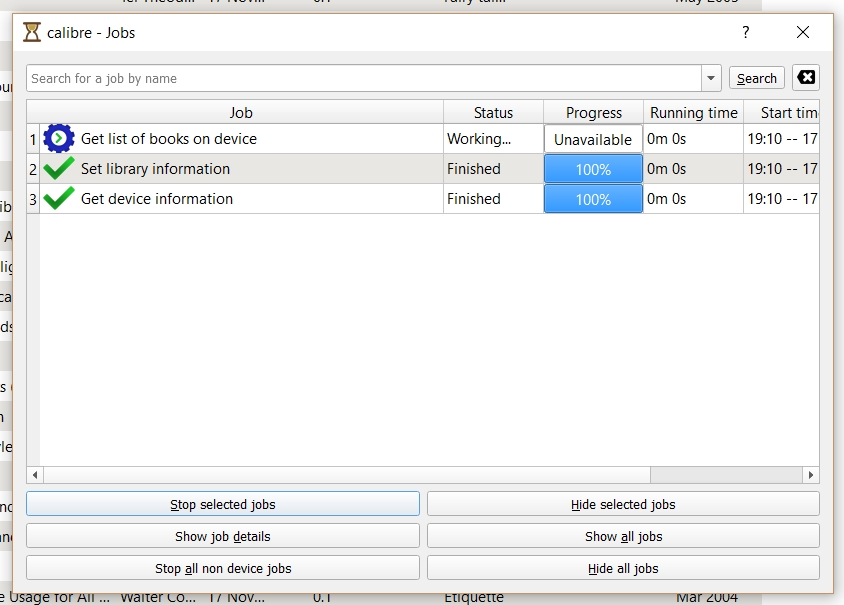 17 Nov... 0.1
calibre - Jobs ?
Search for a job by name Search
Job Status Progress Running time Start tim
1 Get list of books on device Working... Unavailable 0m 0s 19:10 -- 17
2 Set library information Finished 100% 0m 0s 19:10 -- 17
3 Get device information Finished 100% 0m 0s 19:10 -- 17
Stop selected jobs Hide selected jobs
Show job details Show all jobs
Stop all non device jobs Hide all jobs
e Usage for All ... Walter Co... 17 Nov... 0.1 Etiquette Mar 2004